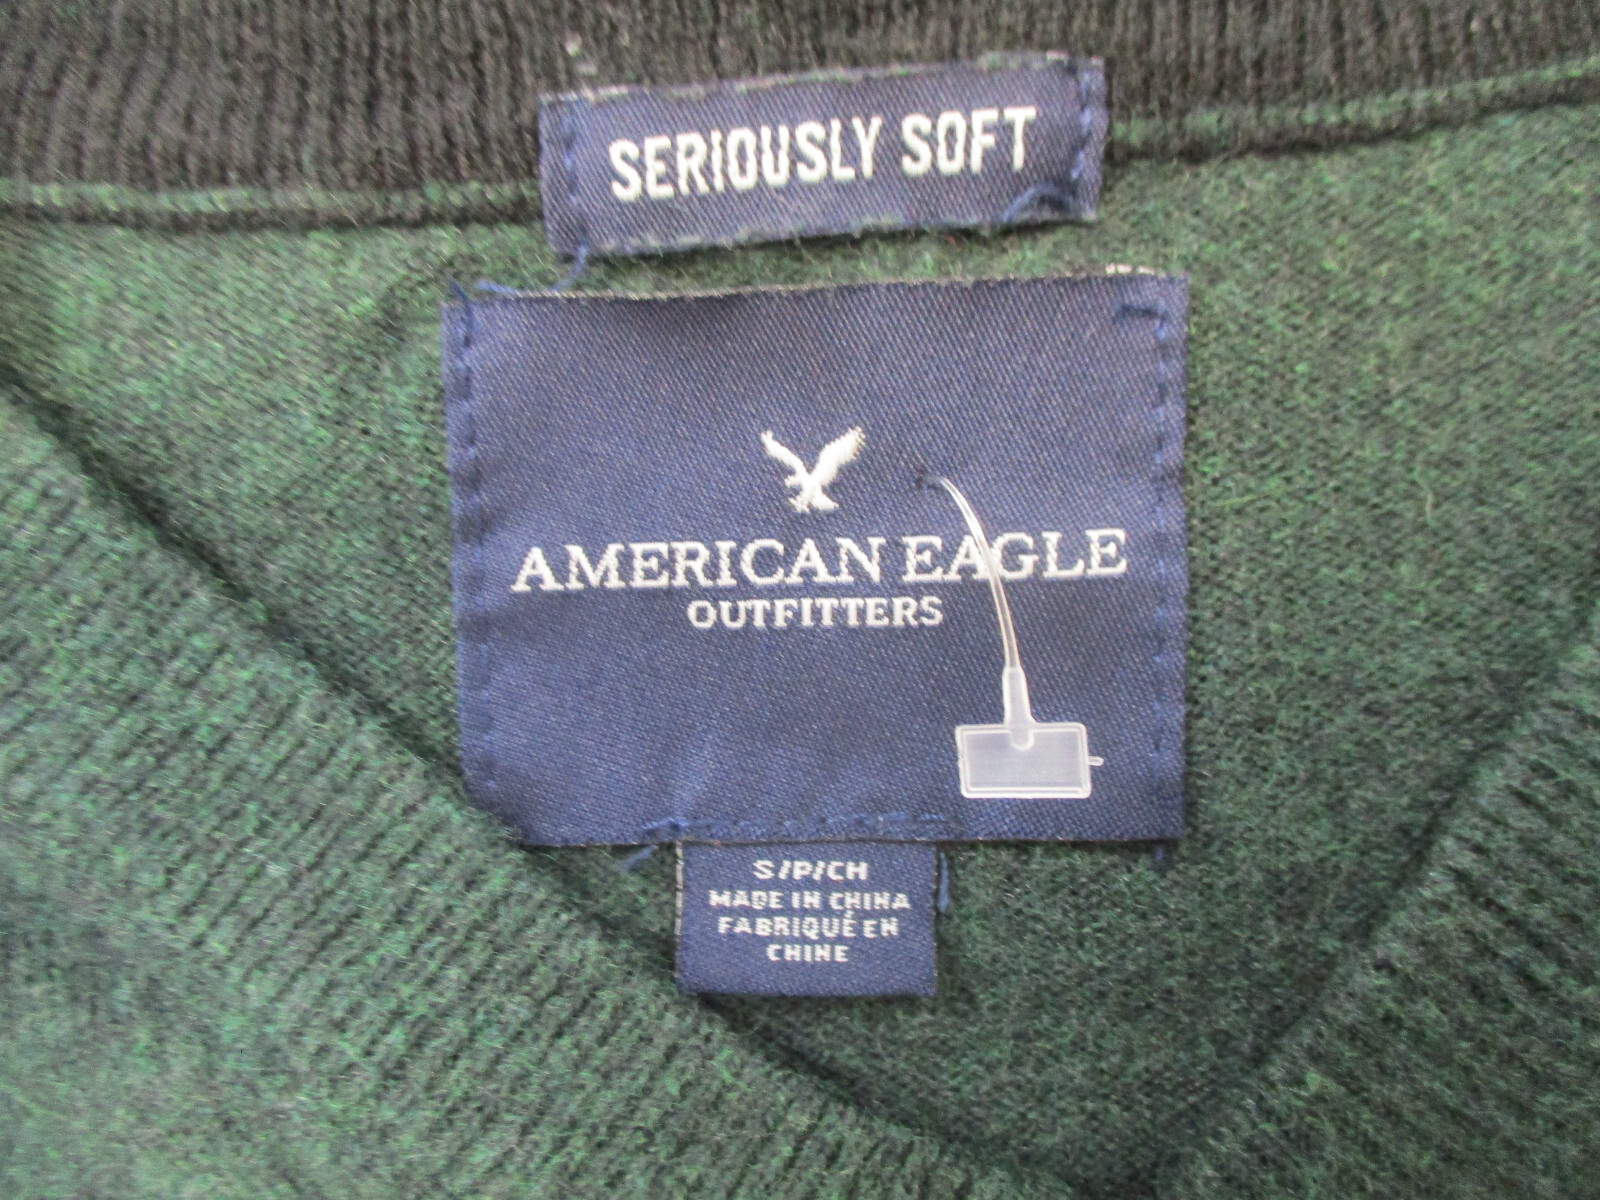 SERIOUSLY SOFT
AMERICAN EAGLE
OUTFITTERS
S/P/CH
MADE IN CHINA
FABRIQUÉ EN
CHINE